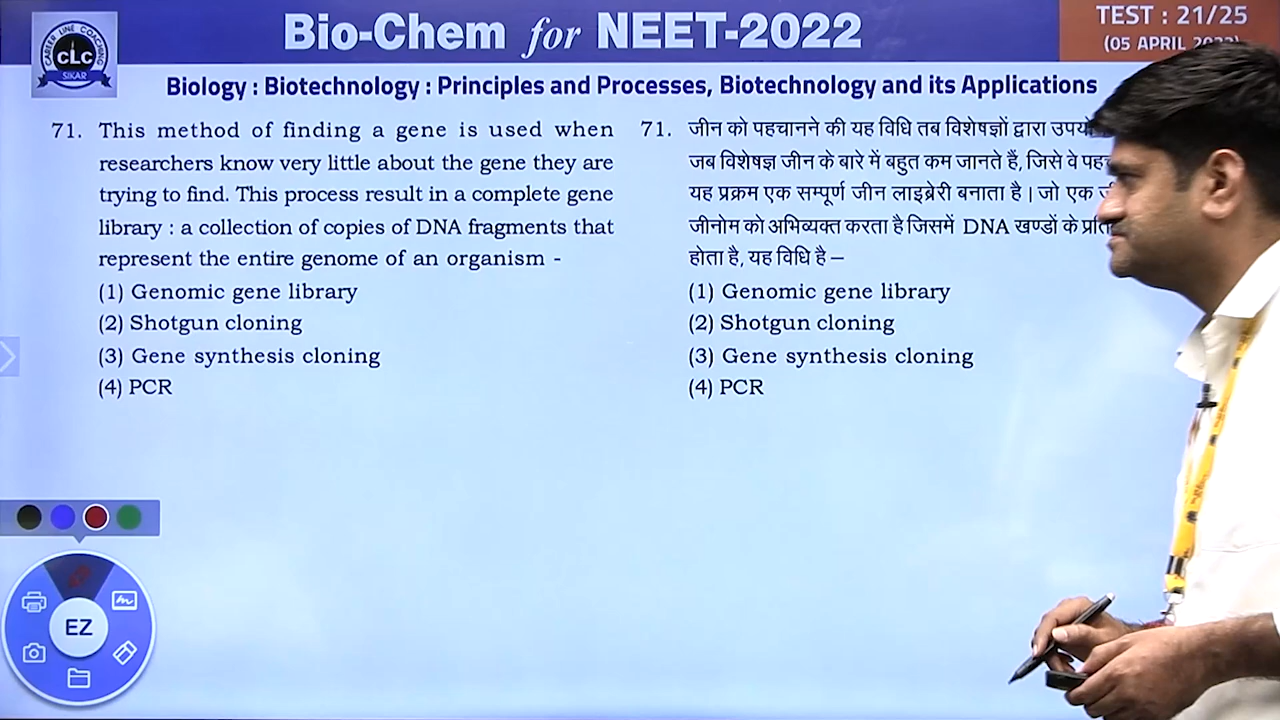 Bio-Chem for NEET-2022
TEST : 21/25
(05 APRIL 2022)
CAREER LINE COACHING
CLC
SIKAR
Biology : Biotechnology : Principles and Processes, Biotechnology and its Applications
71. This method of finding a gene is used when
researchers know very little about the gene they are
trying to find. This process result in a complete gene
library : a collection of copies of DNA fragments that
represent the entire genome of an organism -
(1) Genomic gene library
(2) Shotgun cloning
(3) Gene synthesis cloning
(4) PCR
71. जीन को पहचानने की यह विधि तब विशेषज्ञों द्वारा
जब विशेषज्ञ जीन के बारे में बहुत कम जानते हैं, जिसे वे
यह प्रक्रम एक सम्पूर्ण जीन लाइब्रेरी बनाता है | जो एक
जीनोम को अभिव्यक्त करता है जिसमें DNA खण्डों के
होता है, यह विधि है –
(1) Genomic gene library
(2) Shotgun cloning
(3) Gene synthesis cloning
(4) PCR
EZ